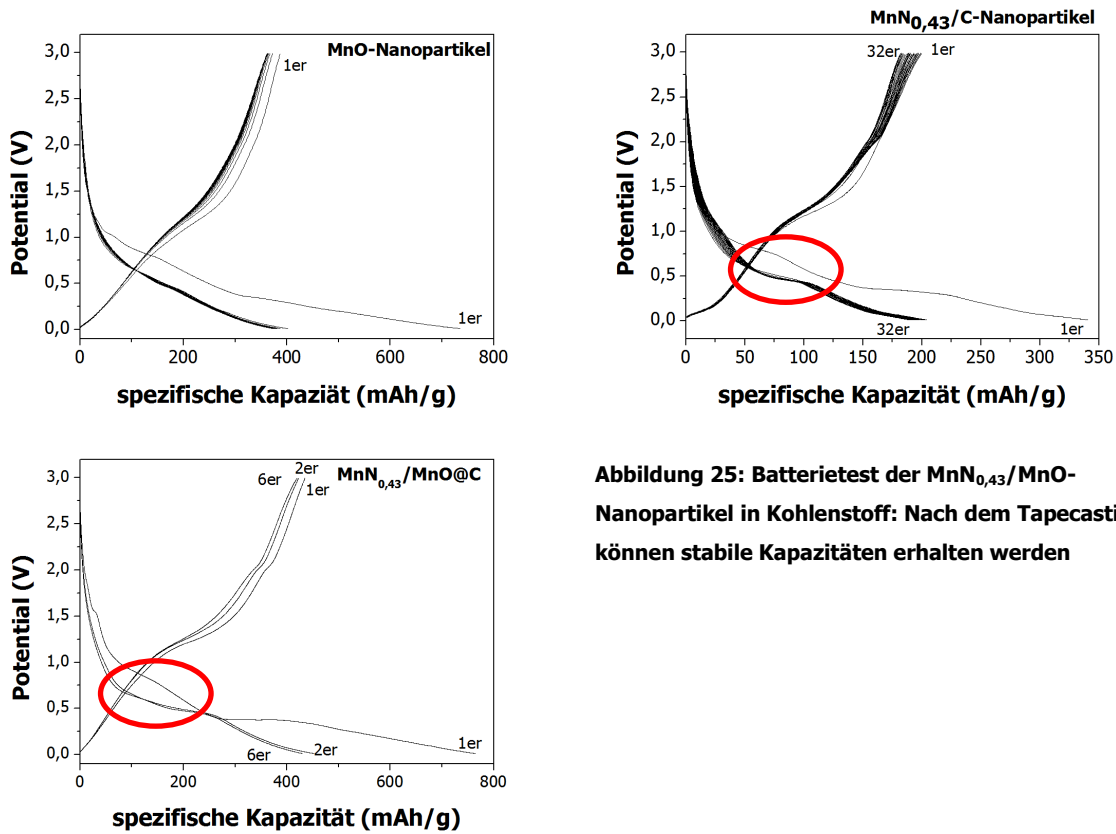 MnO-Nanopartikel
3,0
2,5
2,0
1,5
1,0
0,5
0,0
Potential (V)
1er
1er
0 200 400 600 800
spezifische Kapaziät (mAh/g)
MnN0,43/C-Nanopartikel
3,0
2,5
2,0
1,5
1,0
0,5
0,0
Potential (V)
32er 1er
32er 1er
0 50 100 150 200 250 300 350
spezifische Kapazität (mAh/g)
MnN0,43/MnO@C
3,0
2,5
2,0
1,5
1,0
0,5
0,0
Potential (V)
2er
6er
1er
6er 2er 1er
0 200 400 600 800
spezifische Kapazität (mAh/g)
Abbildung 25: Batterietest der MnN0,43/MnO-
Nanopartikel in Kohlenstoff: Nach dem Tapecasti
können stabile Kapazitäten erhalten werden